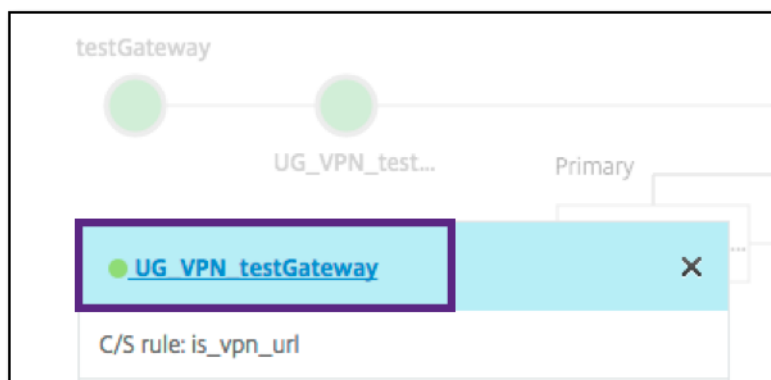 testGateway
UG_VPN_test...
Primary
...
UG_VPN_testGateway
C/S rule: is_vpn_url